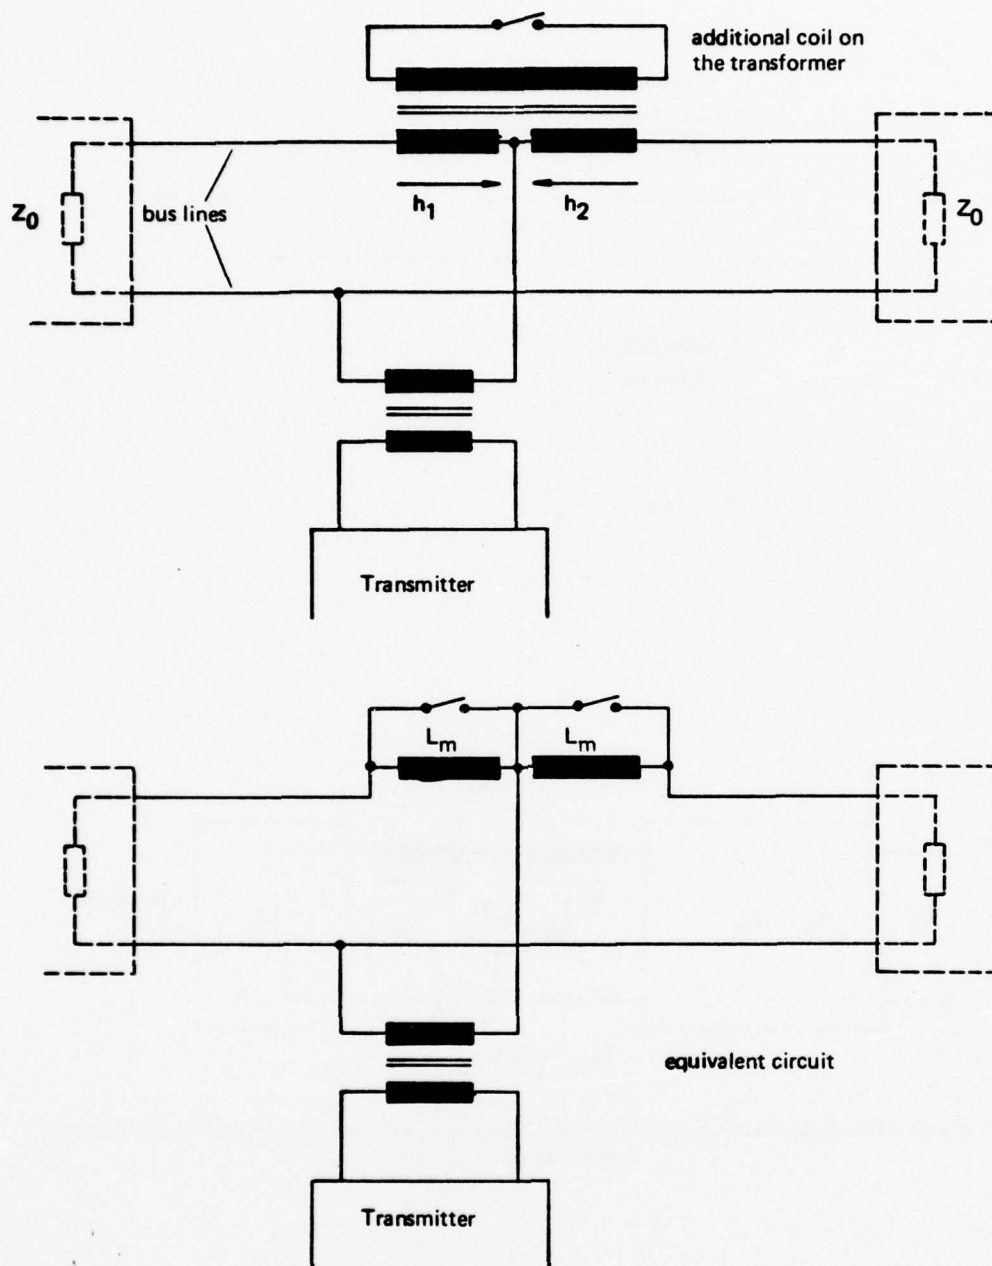 additional coil on
the transformer
h₁
h₂
Z₀
bus lines
Z₀
Transmitter
Lₘ
Lₘ
equivalent circuit
Transmitter